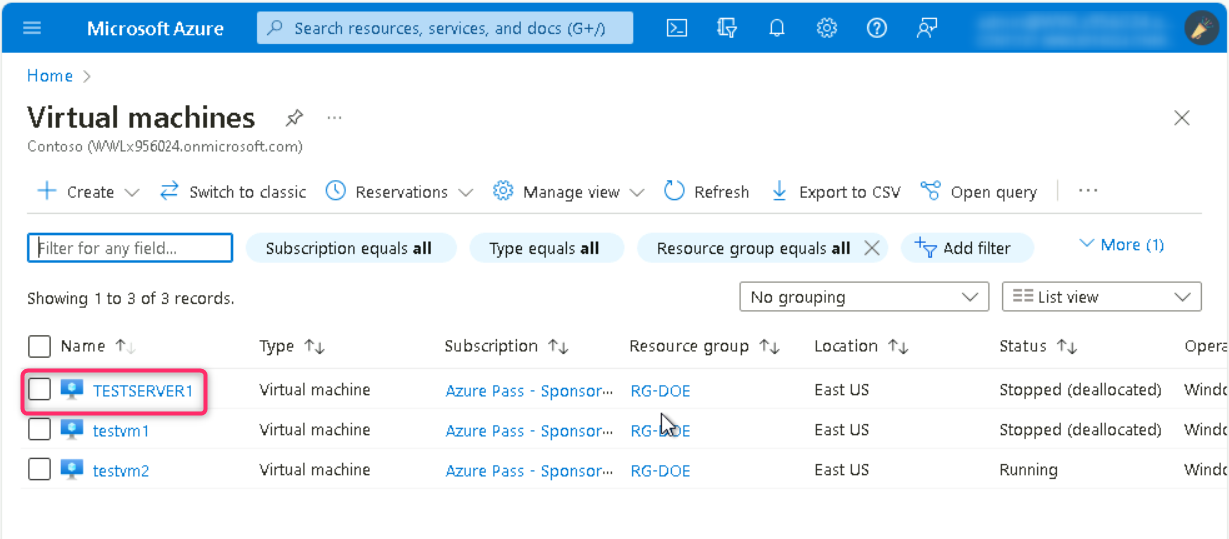 Microsoft Azure
Search resources, services, and docs (G+/)
Home >
Virtual machines
Contoso (WWLx956024.onmicrosoft.com)
Create Switch to classic Reservations Manage view Refresh Export to CSV Open query
Filter for any field... Subscription equals all Type equals all Resource group equals all Add filter More (1)
Showing 1 to 3 of 3 records. No grouping List view
Name Type Subscription Resource group Location Status Opera
TESTSERVER1 Virtual machine Azure Pass - Sponsor··· RG-DOE East US Stopped (deallocated) Windo
testvm1 Virtual machine Azure Pass - Sponsor··· RG-DOE East US Stopped (deallocated) Windo
testvm2 Virtual machine Azure Pass - Sponsor··· RG-DOE East US Running Windo